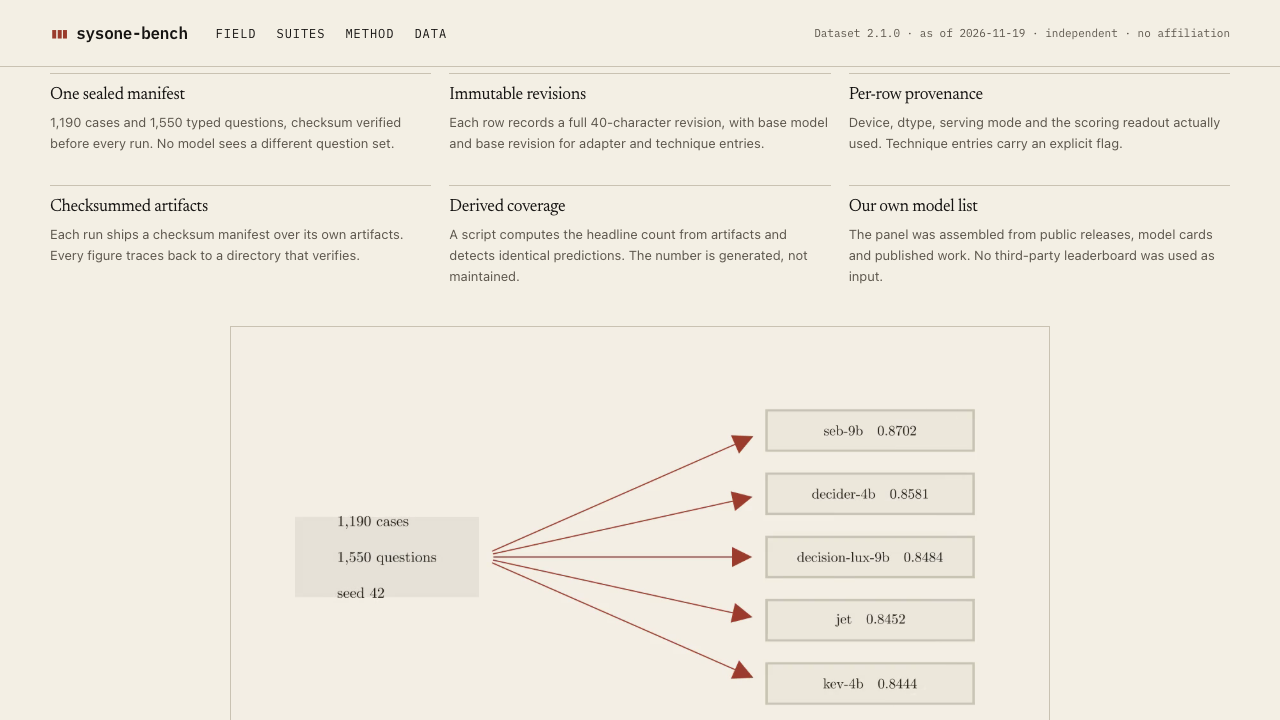 sysone-bench FIELD SUITES METHOD DATA Dataset 2.1.0 · as of 2026-11-19 · independent · no affiliation
One sealed manifest
1,190 cases and 1,550 typed questions, checksum verified
before every run. No model sees a different question set.
Immutable revisions
Each row records a full 40-character revision, with base model
and base revision for adapter and technique entries.
Per-row provenance
Device, dtype, serving mode and the scoring readout actually
used. Technique entries carry an explicit flag.
Checksummed artifacts
Each run ships a checksum manifest over its own artifacts.
Every figure traces back to a directory that verifies.
Derived coverage
A script computes the headline count from artifacts and
detects identical predictions. The number is generated, not
maintained.
Our own model list
The panel was assembled from public releases, model cards
and published work. No third-party leaderboard was used as
input.
1,190 cases
1,550 questions
seed 42
seb-9b 0.8702
decider-4b 0.8581
decision-lux-9b 0.8484
jet 0.8452
kev-4b 0.8444